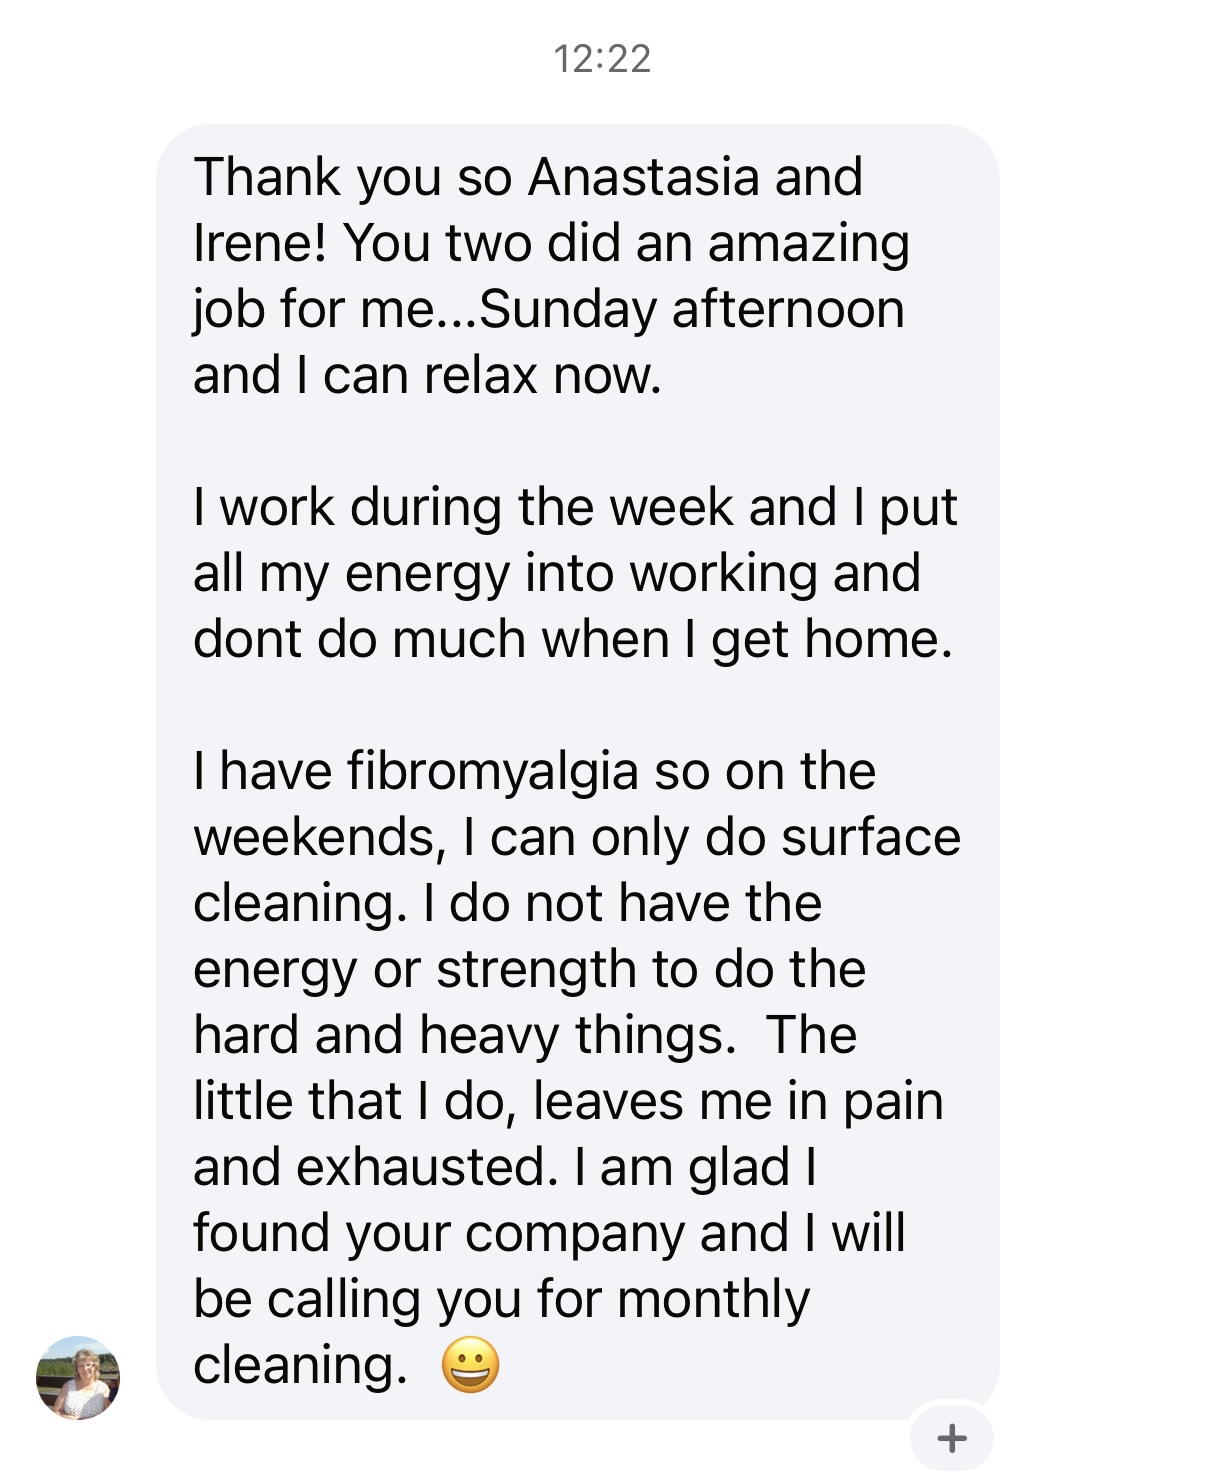 12:22
Thank you so Anastasia and
Irene! You two did an amazing
job for me...Sunday afternoon
and I can relax now.
I work during the week and I put
all my energy into working and
dont do much when I get home.
I have fibromyalgia so on the
weekends, I can only do surface
cleaning. I do not have the
energy or strength to do the
hard and heavy things.  The
little that I do, leaves me in pain
and exhausted. I am glad I
found your company and I will
be calling you for monthly
cleaning.  😀